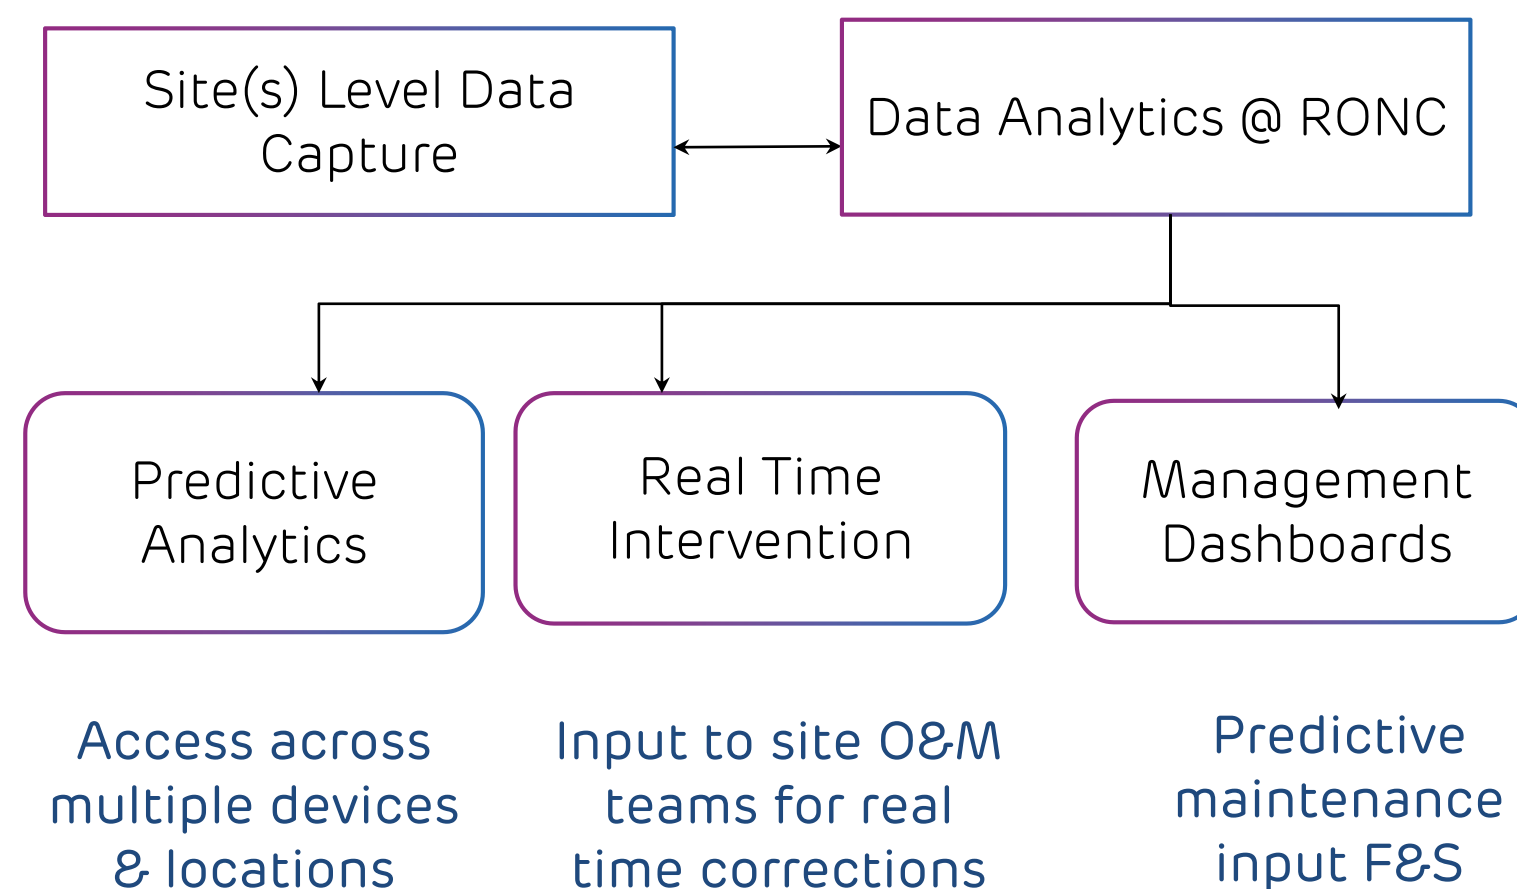 Site(s) Level Data
Capture
Data Analytics @ RONC
Predictive
Analytics
Real Time
Intervention
Management
Dashboards
Access across
multiple devices
& locations
Input to site O&M
teams for real
time corrections
Predictive
maintenance
input F&S